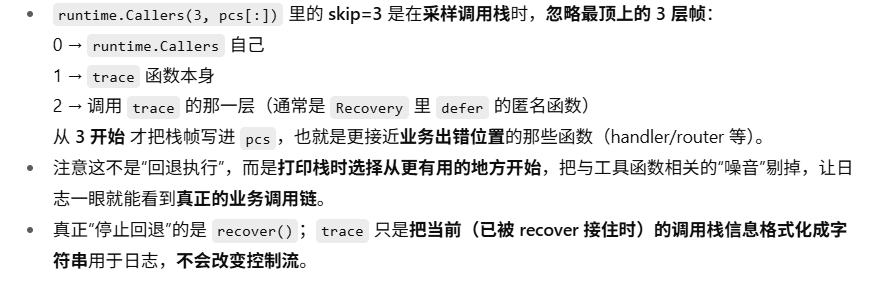 runtime.Callers(3, pcs[:]) 里的 skip=3 是在采样调用栈时，忽略最顶上的 3 层帧：
0 → runtime.Callers 自己
1 → trace 函数本身
2 → 调用 trace 的那一层（通常是 Recovery 里 defer 的匿名函数）
从 3 开始 才把栈帧写进 pcs，也就是更接近业务出错位置的那些函数（handler/router 等）。
注意这不是“回退执行”，而是打印栈时选择从更有用的地方开始，把与工具函数相关的“噪音”剔掉，让日
志一眼就能看到真正的业务调用链。
真正“停止回退”的是 recover()；trace 只是把当前（已被 recover 接住时）的调用栈信息格式化成字
符串用于日志，不会改变控制流。